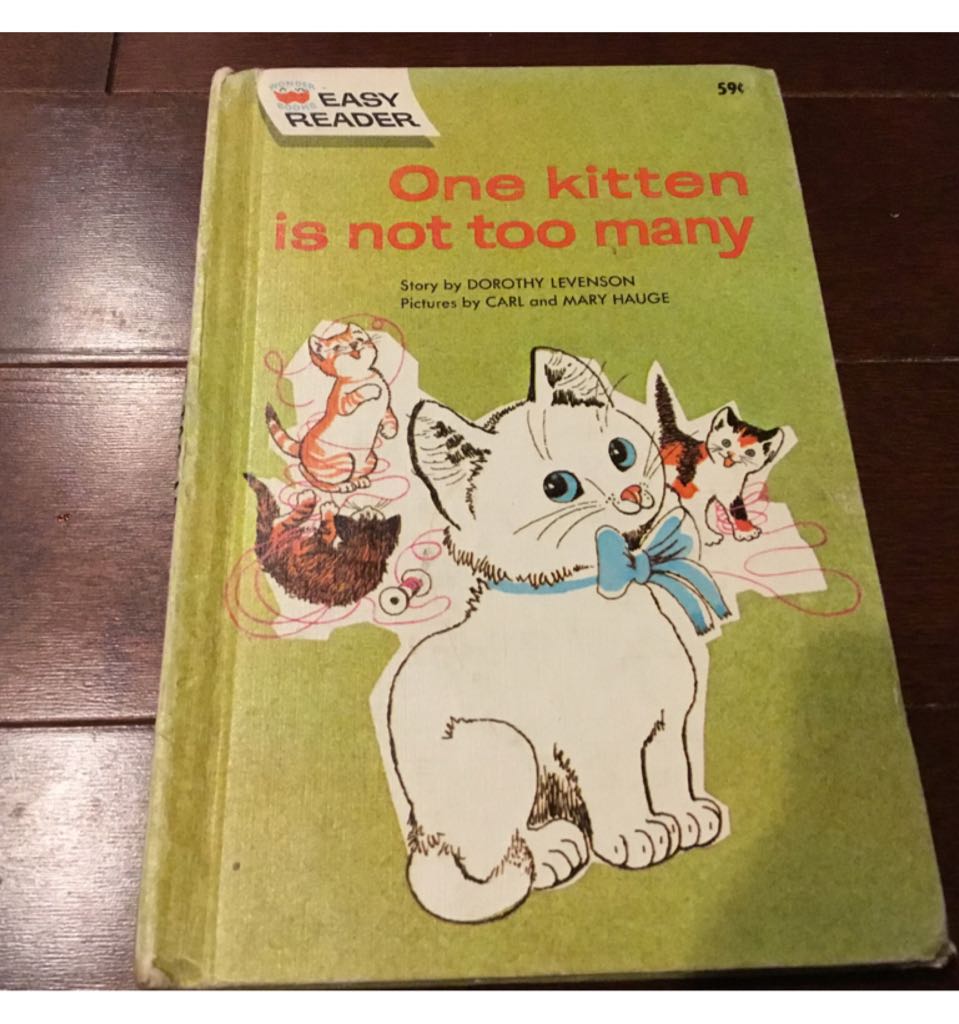 WONDER
BOOKS
EASY
READER
59¢
One kitten
is not too many
Story by DOROTHY LEVENSON
Pictures by CARL and MARY HAUGE